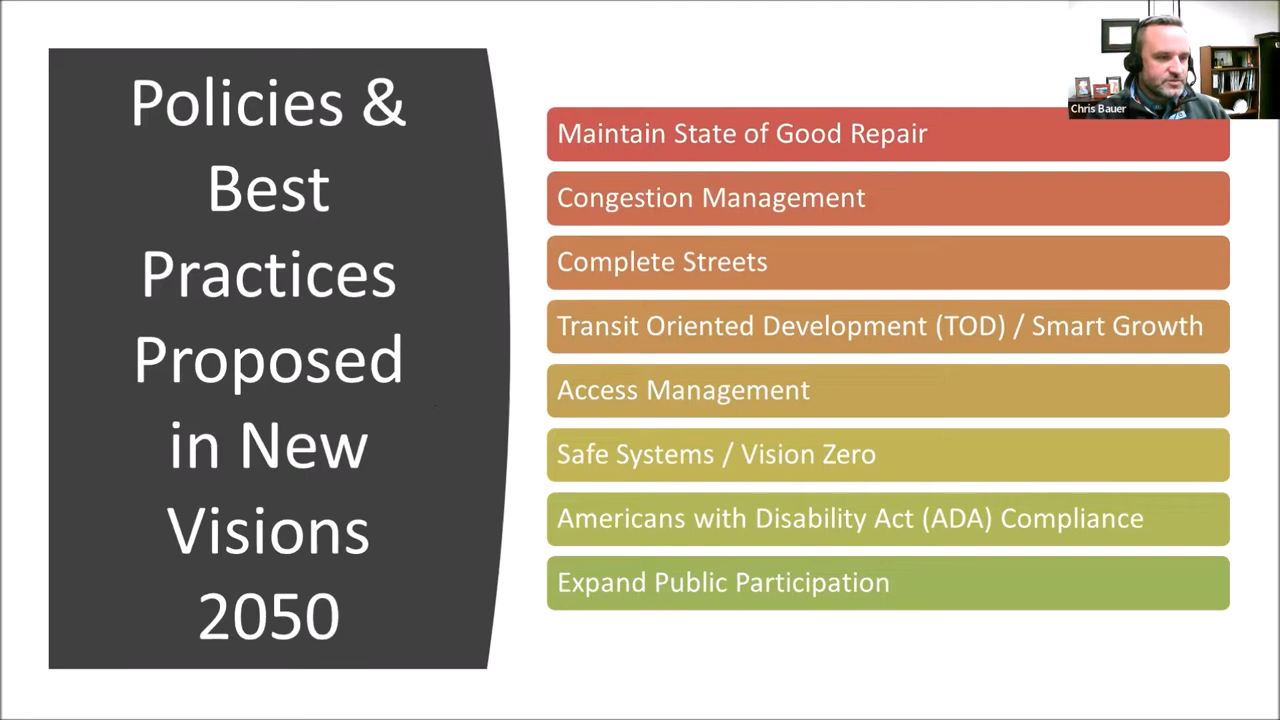 Policies &
Best
Practices
Proposed
in New
Visions
2050
Maintain State of Good Repair
Congestion Management
Complete Streets
Transit Oriented Development (TOD) / Smart Growth
Access Management
Safe Systems / Vision Zero
Americans with Disability Act (ADA) Compliance
Expand Public Participation
Chris Bauer